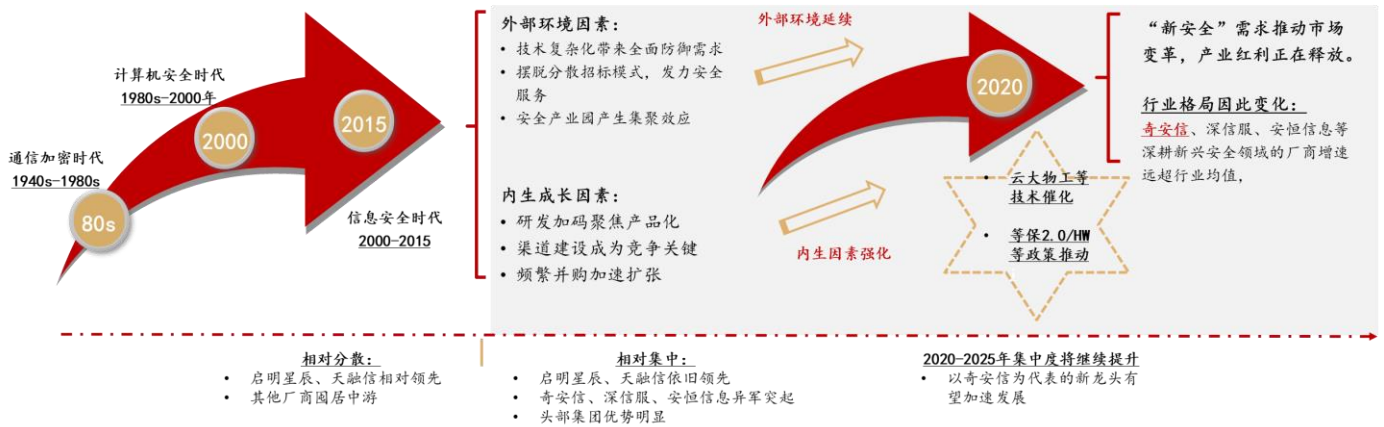 计算机安全时代
1980s-2000年
通信加密时代
1940s-1980s
80s
2000
2015
信息安全时代
2000-2015
外部环境因素：
• 技术复杂化带来全面防御需求
• 摆脱分散招标模式，发力安全
服务
• 安全产业园产生集聚效应
内生成长因素：
• 研发加码聚焦产品化
• 渠道建设成为竞争关键
• 频繁并购加速扩张
外部环境延续
内生因素强化
2020
• 云大物工等
技术催化
• 等保2.0/HW
等政策推动
“新安全”需求推动市场
变革，产业红利正在释放。
行业格局因此变化：
奇安信、深信服、安恒信息等
深耕新兴安全领域的厂商增速
远超行业均值，
相对分散：
• 启明星辰、天融信相对领先
• 其他厂商囿居中游
相对集中：
• 启明星辰、天融信依旧领先
• 奇安信、深信服、安恒信息异军突起
• 头部集团优势明显
2020-2025年集中度将继续提升
• 以奇安信为代表的新龙头有
望加速发展